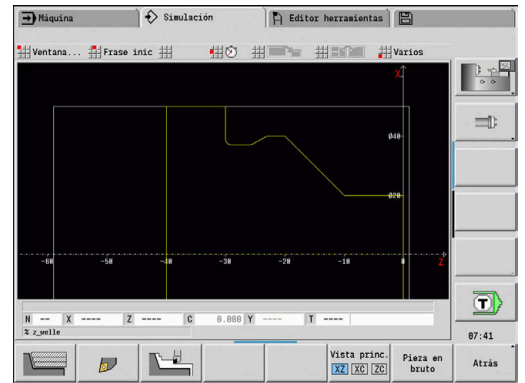 Máquina
Simulación
Editor herramientas
Ventana...
Frase inic
Varios
X
Ø40
Ø20
-60 -50 -40 -30 -20 -10 0 Z
N -- X ---- Z ---- C 0.000 Y ---- T ----
% z_welle
07:41
T
Vista princ.
XZ XC ZC
Pieza en
bruto
Atrás